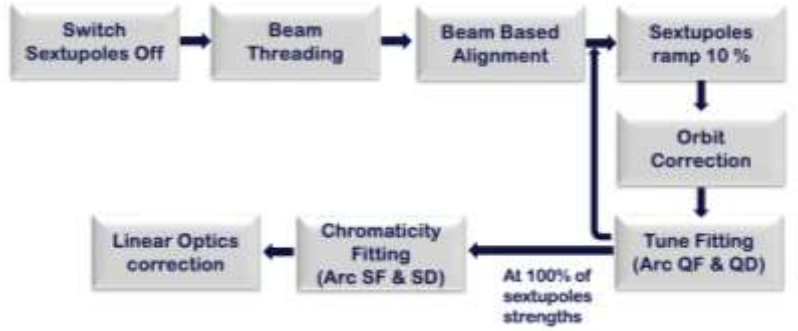 Switch
Sextupoles Off
Beam
Threading
Beam Based
Alignment
Sextupoles
ramp 10 %
Orbit
Correction
Tune Fitting
(Arc QF & QD)
At 100% of
sextupoles
strengths
Chromaticity
Fitting
(Arc SF & SD)
Linear Optics
correction